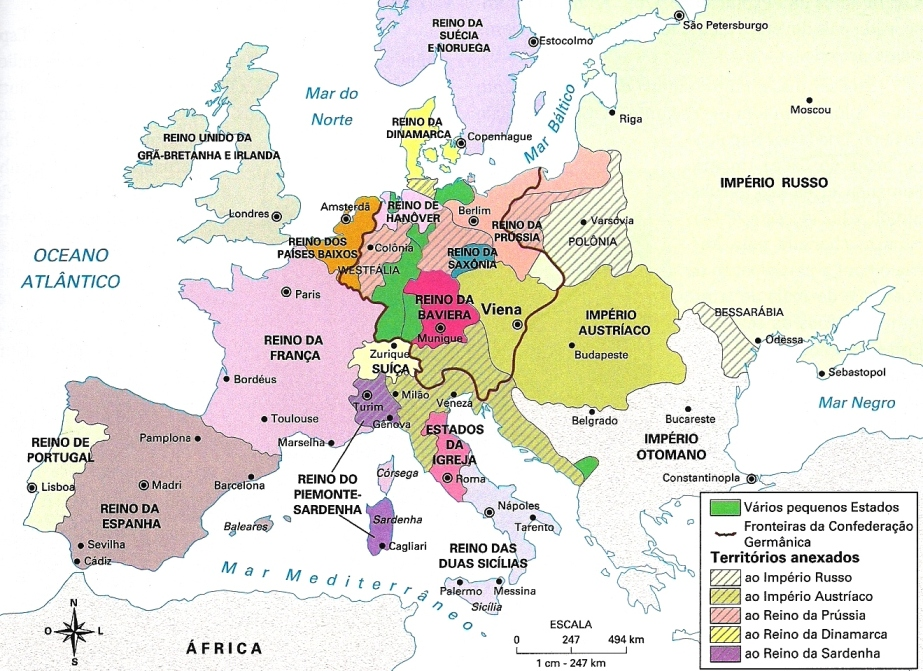 REINO DA
SUÉCIA
E NORUEGA
São Petersburgo
Estocolmo
Mar do
Norte
Mar Báltico
Riga
Moscou
REINO DA
DINAMARCA
Copenhague
REINO UNIDO DA
GRÃ-BRETANHA E IRLANDA
IMPÉRIO RUSSO
Londres
Amsterdã
REINO DE
HANÔVER
Berlim
REINO DA
PRÚSSIA
Varsóvia
POLÔNIA
REINO DOS
PAÍSES BAIXOS
Colônia
WESTFÁLIA
REINO DA
SAXÔNIA
OCEANO
ATLÂNTICO
Paris
REINO DA
BAVIERA
Munique
Viena
IMPÉRIO
AUSTRÍACO
Budapeste
BESSARÁBIA
Odessa
REINO DA
FRANÇA
Zurique
SUÍÇA
Sebastopol
Mar Negro
Bordéus
Turim
Milão
Veneza
Gênova
Belgrado
Bucareste
Toulouse
Marselha
Pamplona
ESTADOS
DA
IGREJA
Roma
IMPÉRIO
OTOMANO
Constantinopla
REINO DE
PORTUGAL
Lisboa
Madri
Barcelona
REINO DA
ESPANHA
Sevilha
Cádiz
Baleares
Córsega
REINO DO
PIEMONTE-
SARDENHA
Sardenha
Cagliari
Nápoles
Tarento
REINO DAS
DUAS SICÍLIAS
Palermo
Messina
Sicília
Mar Mediterrâneo
ÁFRICA
N
O
L
S
ESCALA
0 247 494 km
1 cm - 247 km
Vários pequenos Estados
Fronteiras da Confederação
Germânica
Territórios anexados
ao Império Russo
ao Império Austríaco
ao Reino da Prússia
ao Reino da Dinamarca
ao Reino da Sardenha